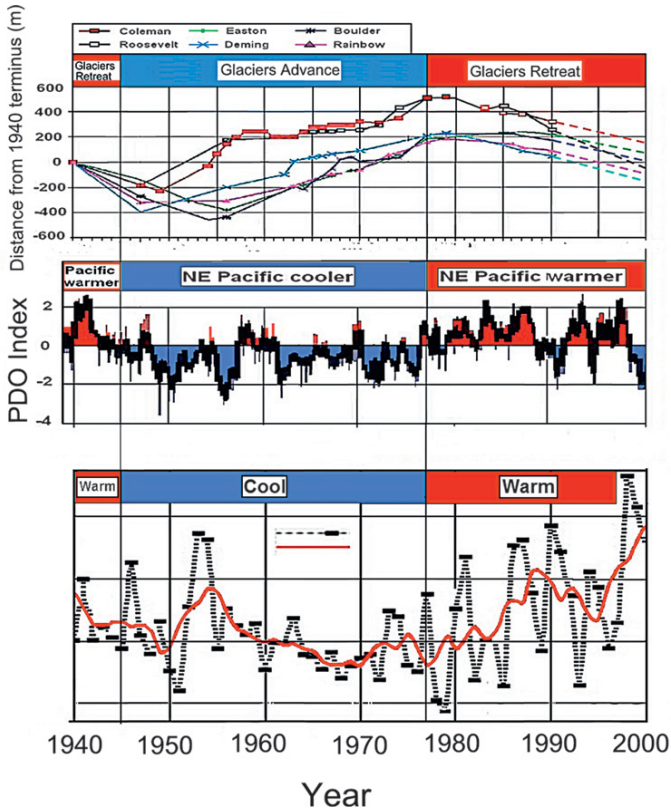 Coleman Easton Boulder
Roosevelt Deming Rainbow
Glaciers
Retreat
Glaciers Advance
Glaciers Retreat
Distance from 1940 terminus (m)
600
400
200
0
-200
-400
-600
Pacific
warmer
NE Pacific cooler
NE Pacific warmer
PDO Index
2
0
-2
-4
Warm
Cool
Warm
1940 1950 1960 1970 1980 1990 2000
Year